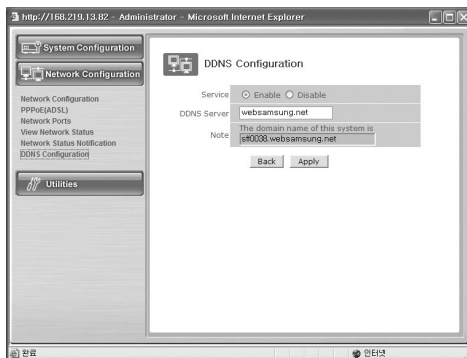 http://168.219.13.82 - Administrator - Microsoft Internet Explorer
System Configuration
Network Configuration
Network Configuration
PPPoE(ADSL)
Network Ports
View Network Status
Network Status Notification
DDNS Configuration
Utilities
DDNS Configuration
Service Enable Disable
DDNS Server websamsung.net
Note The domain name of this system is
stt0038.websamsung.net
Back Apply
완료 인터넷